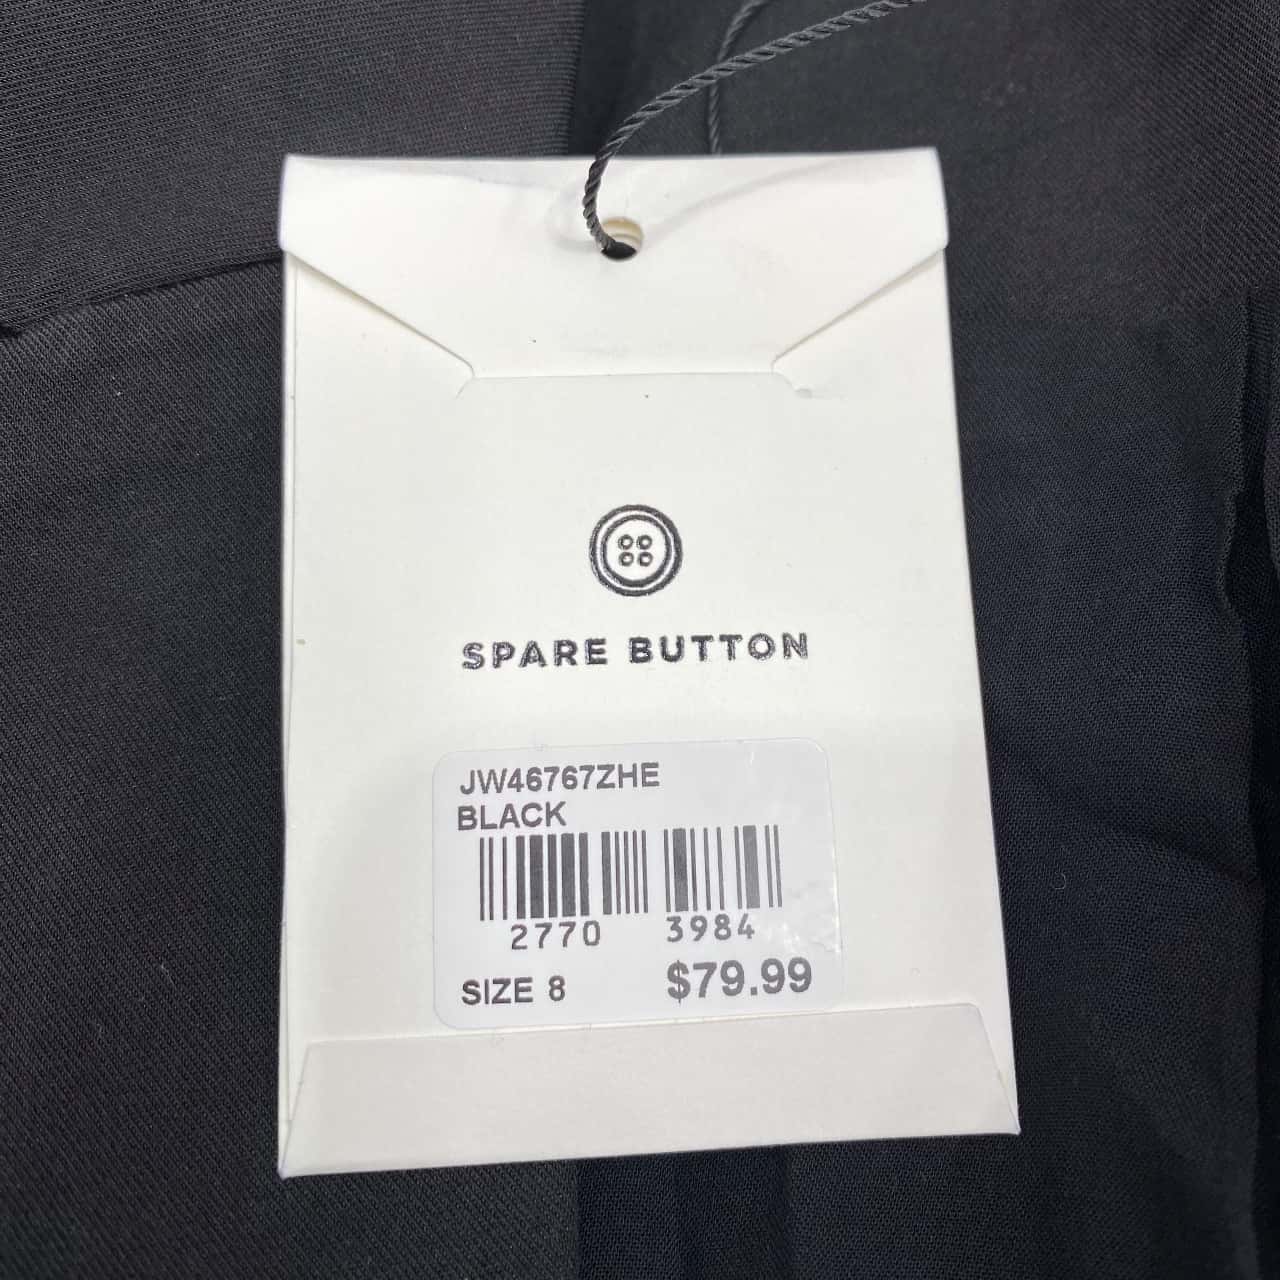 SPARE BUTTON
JW46767ZHE
BLACK
2770 3984
SIZE 8 $79.99